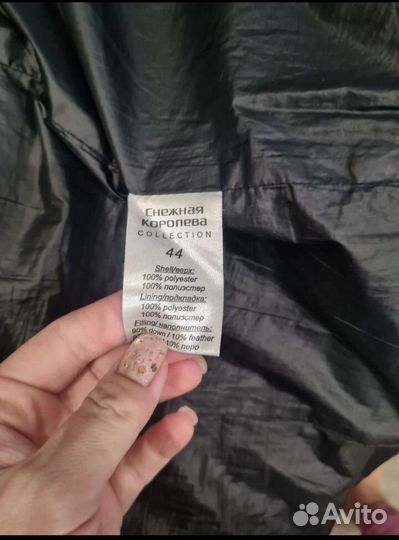 Снежная
Королева
COLLECTION
44
Shell/верх:
100% polyester
100% полиэстер
Lining/подкладка:
100% polyester
100% полиэстер
Filling/наполнитель:
90% down / 10% feather
10% перо
Avito